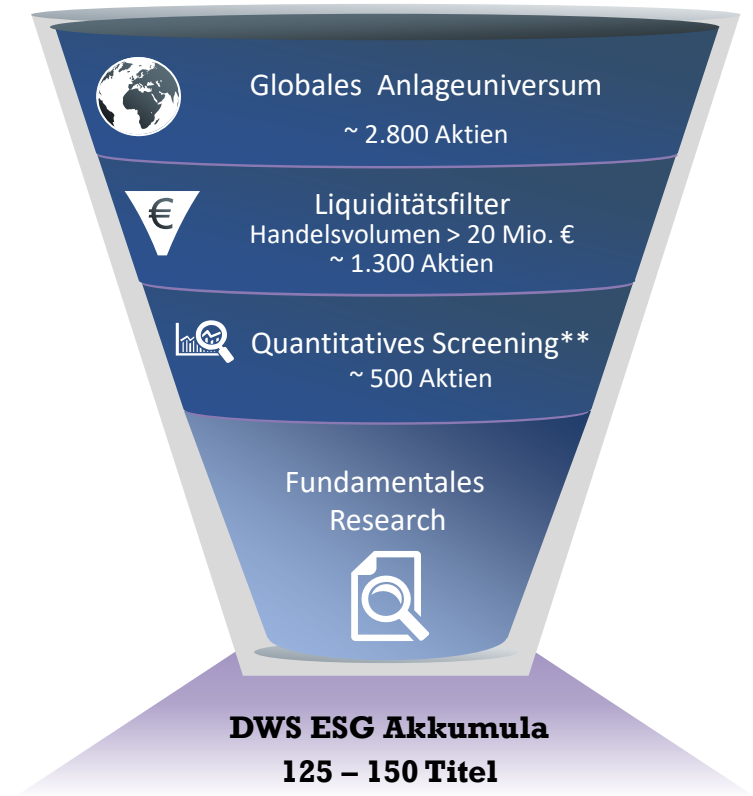 Globales Anlageuniversum
~ 2.800 Aktien
€
Liquiditätsfilter
Handelsvolumen > 20 Mio. €
~ 1.300 Aktien
Quantitatives Screening**
~ 500 Aktien
Fundamentales
Research
DWS ESG Akkumula
125 – 150 Titel